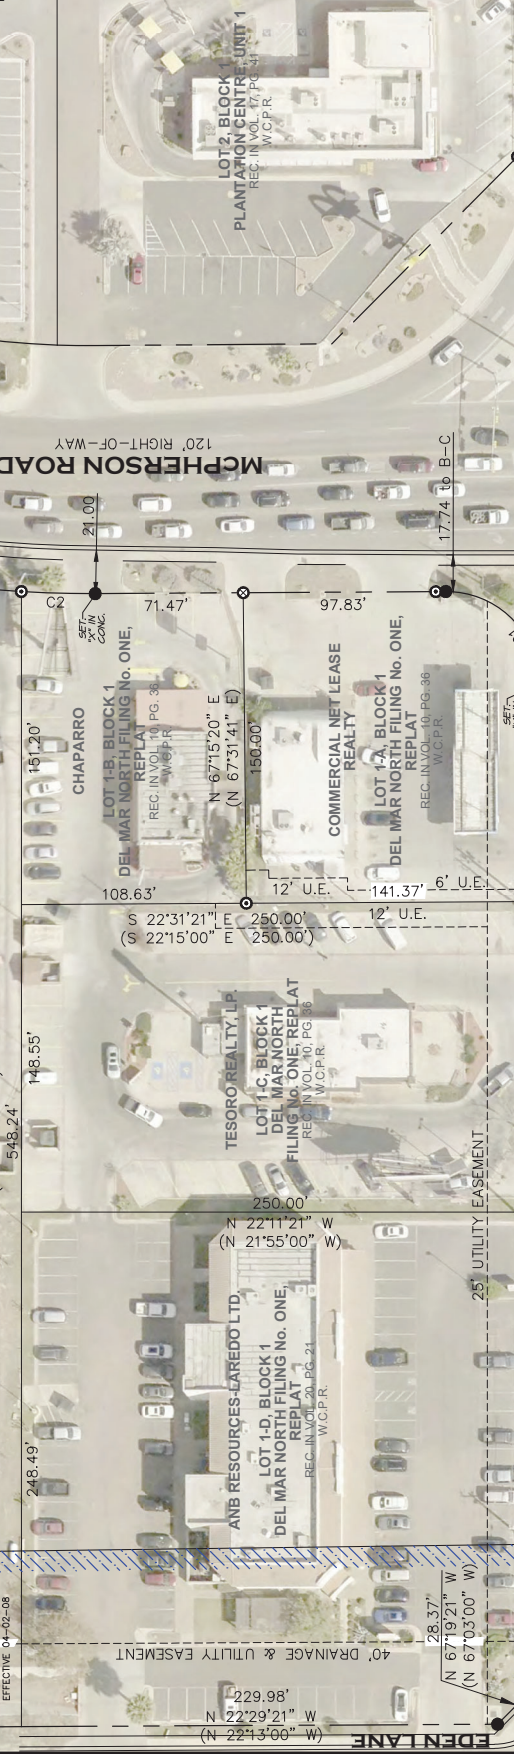 LOT 2, BLOCK 1
PLANTATION CENTRE, UNIT 1
REC. IN VOL. 17, PG. 41
W.C.P.R.
120' RIGHT-OF-WAY
McPHERSON ROAD
21.00
17.74 to B-C
C2
SET.
"X" IN
CONC.
71.47'
97.83'
SET.
151.20'
CHAPARRO
LOT 1-B, BLOCK 1
DEL MAR NORTH FILING No. ONE,
REPLAT
REC. IN VOL. 10, PG. 36
W.C.P.R.
N 67°15'20" E
(N 67°31'41" E)
150.00'
COMMERCIAL NET LEASE
REALTY
LOT 1-A, BLOCK 1
DEL MAR NORTH FILING No. ONE,
REPLAT
REC. IN VOL. 10, PG. 36
W.C.P.R.
108.63'
12' U.E.
141.37'
6' U.E.
S 22°31'21" E 250.00'
(S 22°15'00" E 250.00')
12' U.E.
148.55'
548.24'
TESORO REALTY, LP.
LOT 1-C, BLOCK 1
DEL MAR NORTH
FILING No. ONE, REPLAT
REC. IN VOL. 10, PG. 36
W.C.P.R.
250.00'
N 22°11'21" W
(N 21°55'00" W)
25' UTILITY EASEMENT
248.49'
ANB RESOURCES-LAREDO LTD.
LOT 1-D, BLOCK 1
DEL MAR NORTH FILING No. ONE,
REPLAT
REC. IN VOL. 20, PG. 21
W.C.P.R.
EFFECTIVE 04-02-08
40' DRAINAGE & UTILITY EASEMENT
28.37'
N 67°19'21" W
(N 67°03'00" W)
229.98'
N 22°29'21" W
(N 22°13'00" W)
EDEN LANE